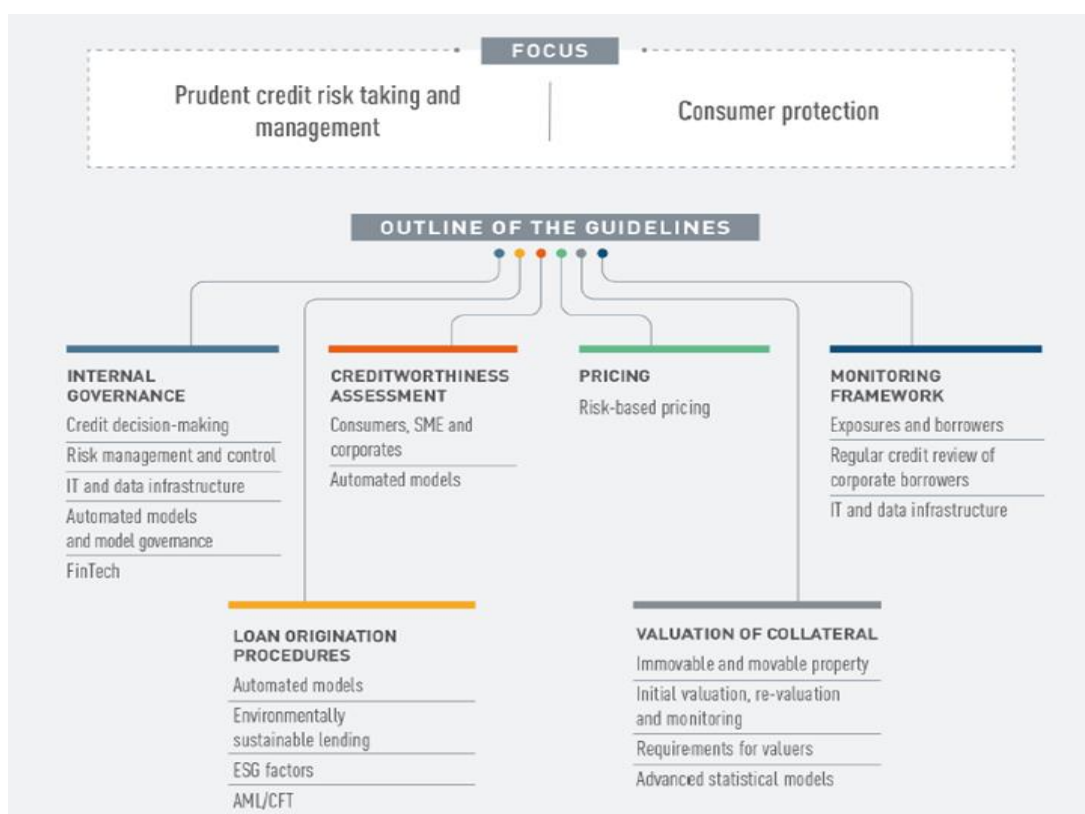 FOCUS
Prudent credit risk taking and
management
Consumer protection
OUTLINE OF THE GUIDELINES
INTERNAL
GOVERNANCE
Credit decision-making
Risk management and control
IT and data infrastructure
Automated models
and model governance
FinTech
CREDITWORTHINESS
ASSESSMENT
Consumers, SME and
corporates
Automated models
PRICING
Risk-based pricing
MONITORING
FRAMEWORK
Exposures and borrowers
Regular credit review of
corporate borrowers
IT and data infrastructure
LOAN ORIGINATION
PROCEDURES
Automated models
Environmentally
sustainable lending
ESG factors
AML/CFT
VALUATION OF COLLATERAL
Immovable and movable property
Initial valuation, re-valuation
and monitoring
Requirements for valuers
Advanced statistical models